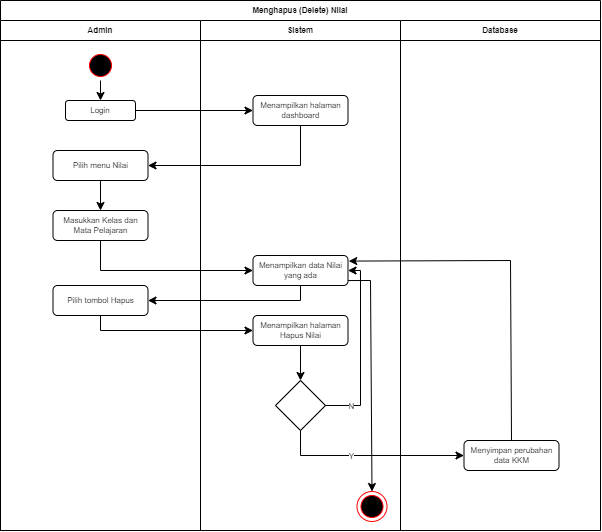 Menghapus (Delete) Nilai
Admin
Sistem
Database
Login
Menampilkan halaman
dashboard
Pilih menu Nilai
Masukkan Kelas dan
Mata Pelajaran
Menampilkan data Nilai
yang ada
Pilih tombol Hapus
Menampilkan halaman
Hapus Nilai
N
Y
Menyimpan perubahan
data KKM